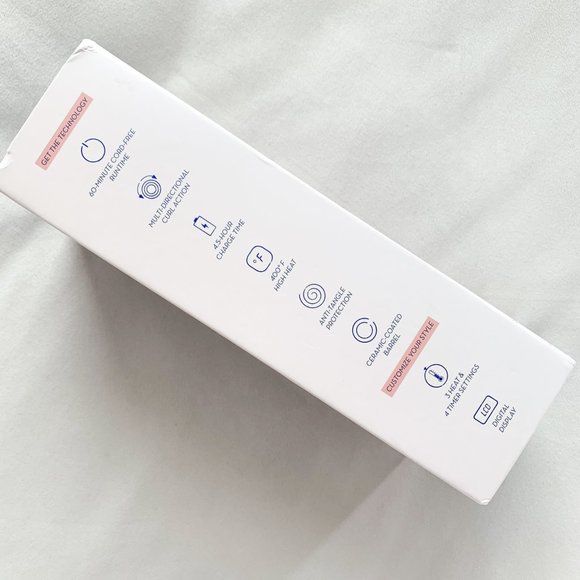 GET THE TECHNOLOGY
60-MINUTE CORD-FREE
RUNTIME
MULTI-DIRECTIONAL
CURL ACTION
4.5-HOUR
CHARGE TIME
°F
400°F
HIGH HEAT
ANTI-TANGLE
PROTECTION
CERAMIC-COATED
BARREL
CUSTOMIZE YOUR STYLE
3 HEAT &
4 TIMER SETTINGS
LCD
DIGITAL
DISPLAY